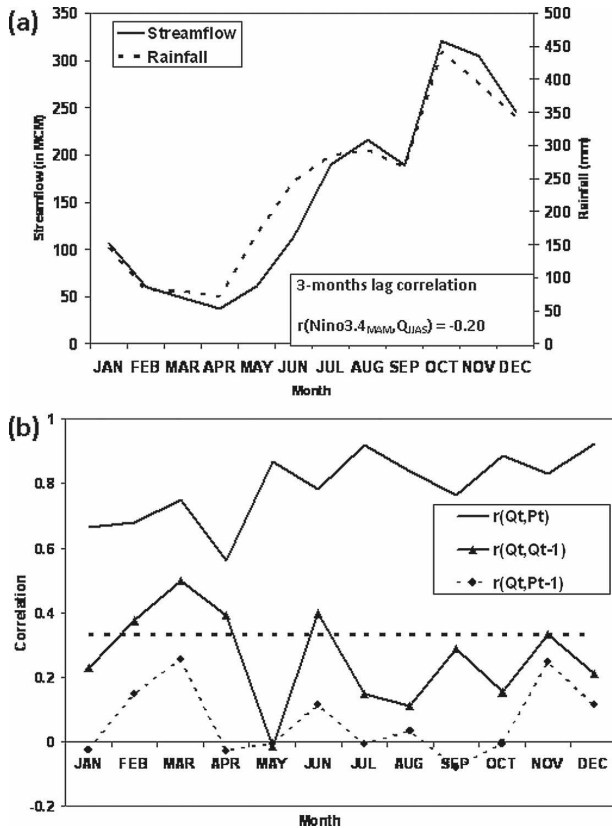 (a)
350
300
250
200
150
100
50
0
Streamflow (in MCM)
Streamflow
Rainfall
500
450
400
350
300
250
200
150
100
50
0
Rainfall (mm)
3-months lag correlation
r(Nino3.4MAM,QJJAS) = -0.20
JAN FEB MAR APR MAY JUN JUL AUG SEP OCT NOV DEC
Month
(b)
1
0.8
0.6
0.4
0.2
0
-0.2
Correlation
r(Qt,Pt)
r(Qt,Qt-1)
r(Qt,Pt-1)
JAN FEB MAR APR MAY JUN JUL AUG SEP OCT NOV DEC
Month